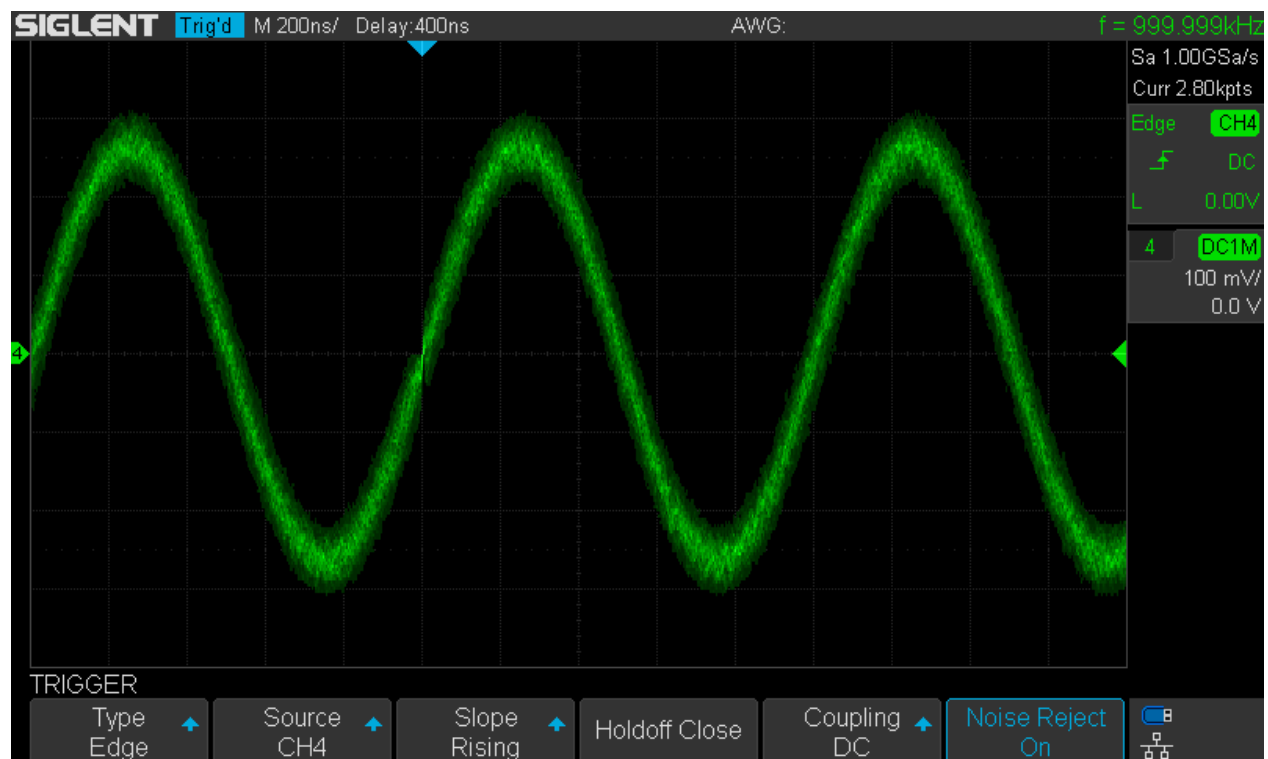 SIGLENT Trig'd M 200ns/ Delay:400ns AWG: f = 999.999kHz
Sa 1.00GSa/s
Curr 2.80kpts
Edge CH4
DC
L 0.00V
4 DC1M
100 mV/
0.0 V
4
TRIGGER
Type
Edge
Source
CH4
Slope
Rising
Holdoff Close
Coupling
DC
Noise Reject
On